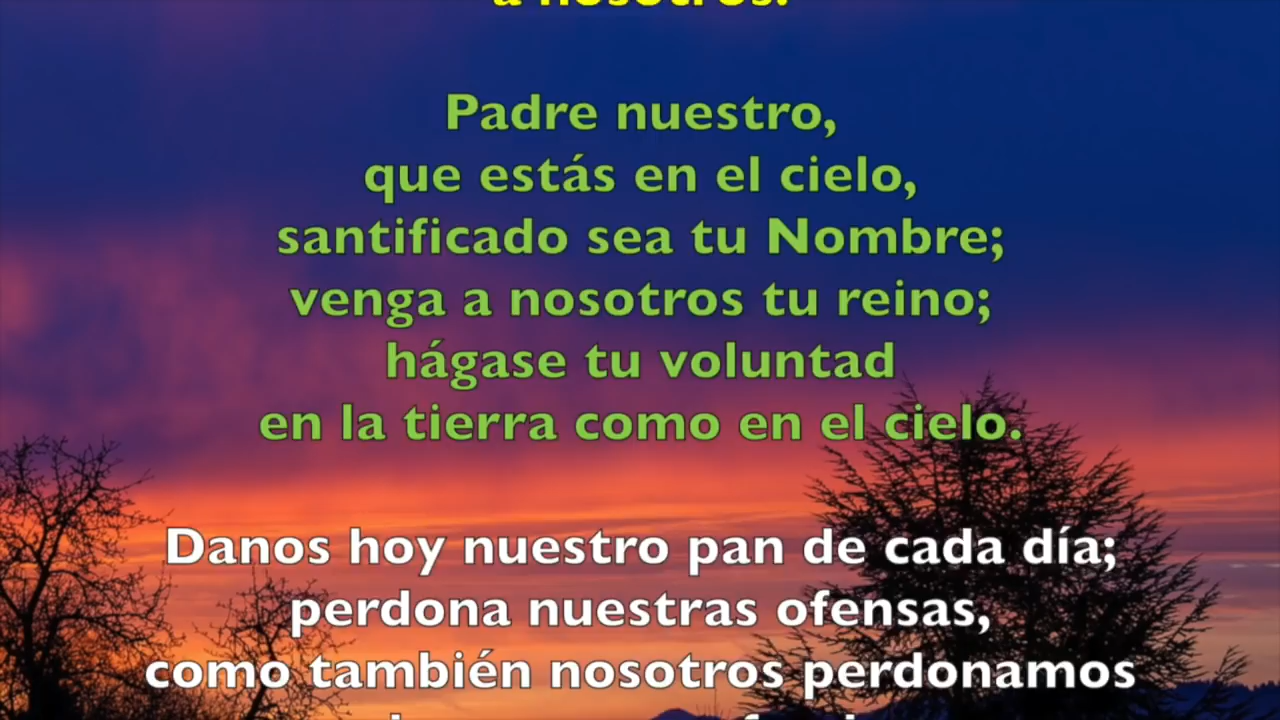 a nosotros.
Padre nuestro,
que estás en el cielo,
santificado sea tu Nombre;
venga a nosotros tu reino;
hágase tu voluntad
en la tierra como en el cielo.
Danos hoy nuestro pan de cada día;
perdona nuestras ofensas,
como también nosotros perdonamos